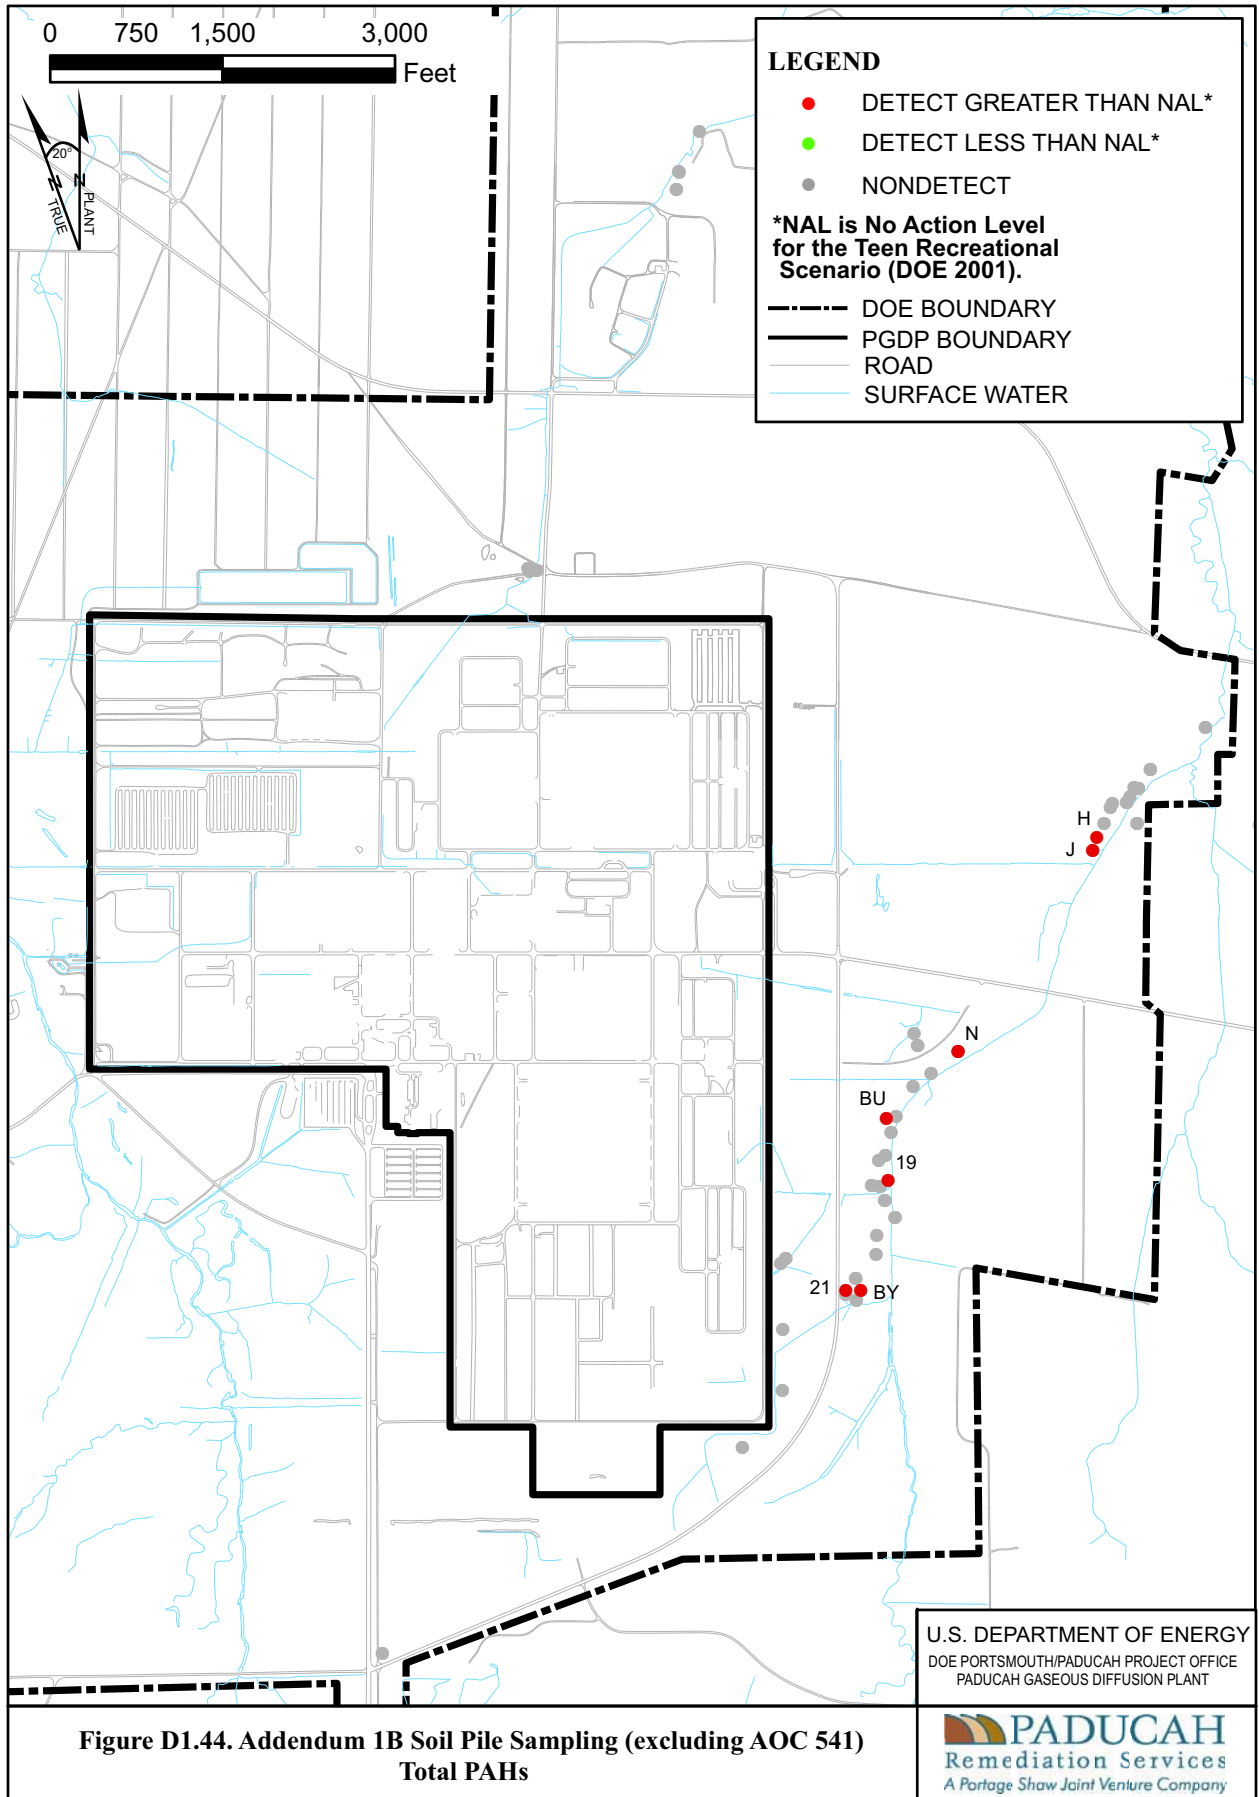 0 750 1,500 3,000
Feet
20°
N TRUE
N PLANT
LEGEND
DETECT GREATER THAN NAL*
DETECT LESS THAN NAL*
NONDETECT
*NAL is No Action Level
for the Teen Recreational
Scenario (DOE 2001).
DOE BOUNDARY
PGDP BOUNDARY
ROAD
SURFACE WATER
H
J
N
BU
19
21
BY
U.S. DEPARTMENT OF ENERGY
DOE PORTSMOUTH/PADUCAH PROJECT OFFICE
PADUCAH GASEOUS DIFFUSION PLANT
Figure D1.44. Addendum 1B Soil Pile Sampling (excluding AOC 541)
Total PAHs
PADUCAH
Remediation Services
A Portage Shaw Joint Venture Company